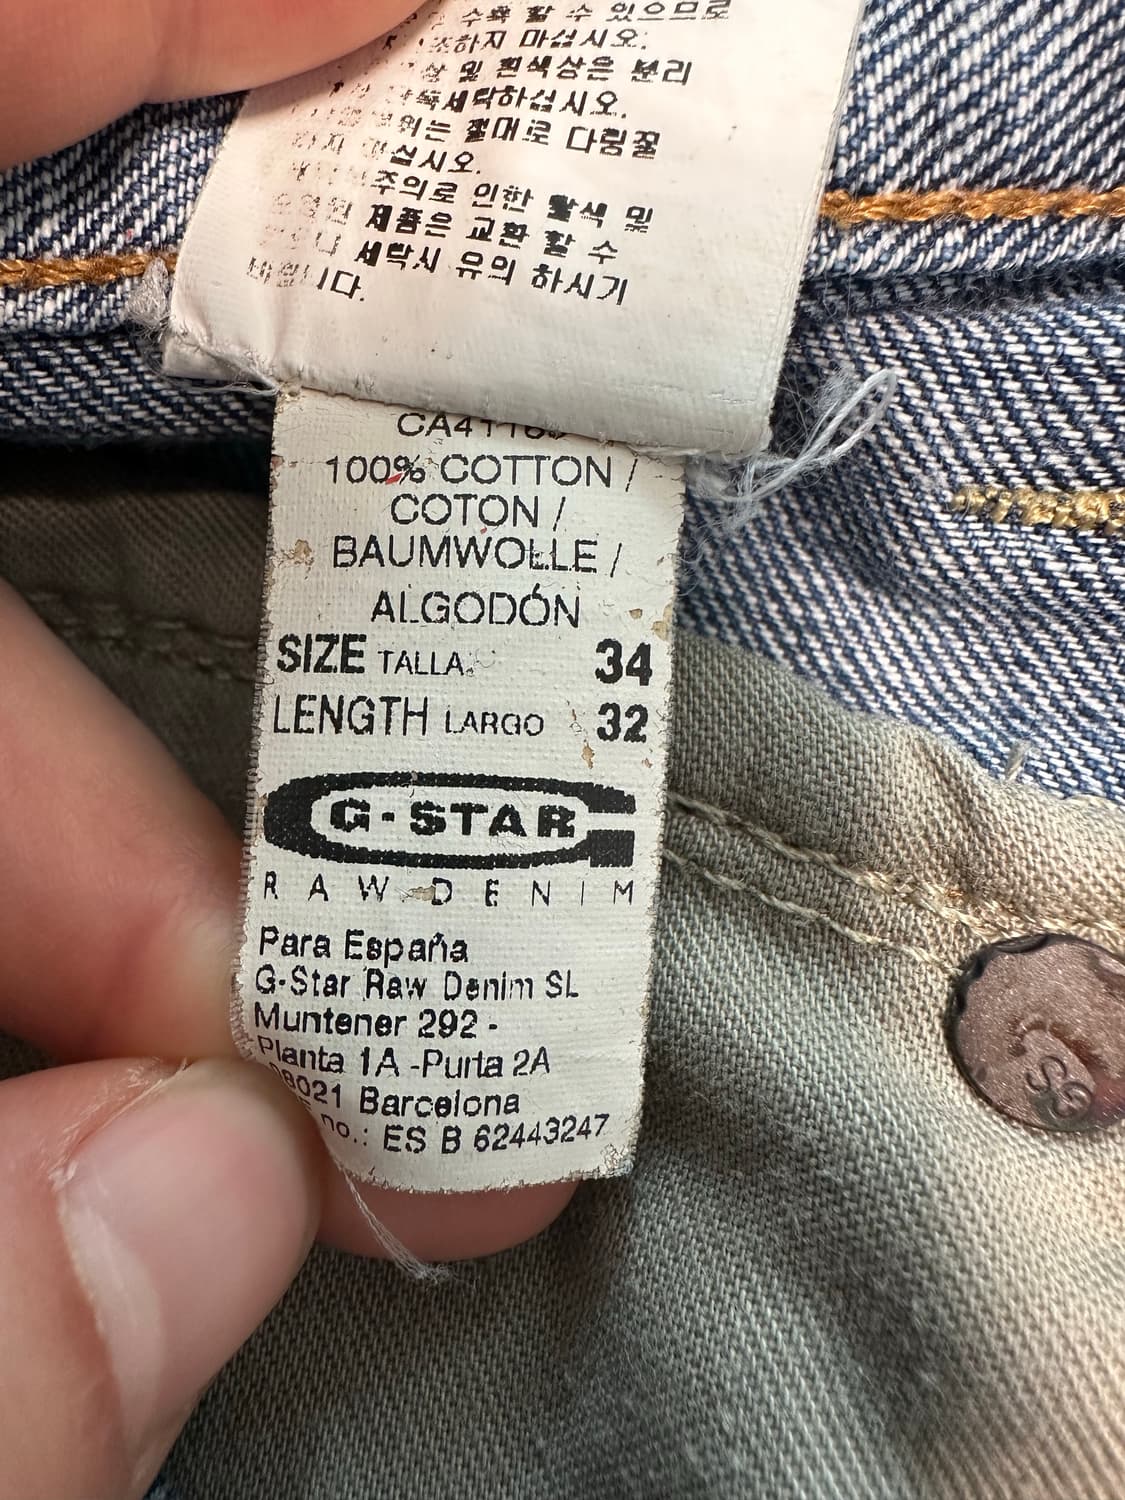 수축 할 수 있으므로
하지 마십시오.
및 흰색상은 분리
세탁하십시오.
부위는 절대로 다림질
마십시오.
주의로 인한 탈색 및
제품은 교환 할 수
세탁시 유의 하시기
바랍니다.
100% COTTON /
COTON /
BAUMWOLLE /
ALGODÓN
SIZE TALLA 34
LENGTH LARGO 32
G-STAR
RAW DENIM
Para España
G-Star Raw Denim SL
Muntener 292 -
Planta 1A -Purta 2A
08021 Barcelona
no.: ES B 62443247
GS